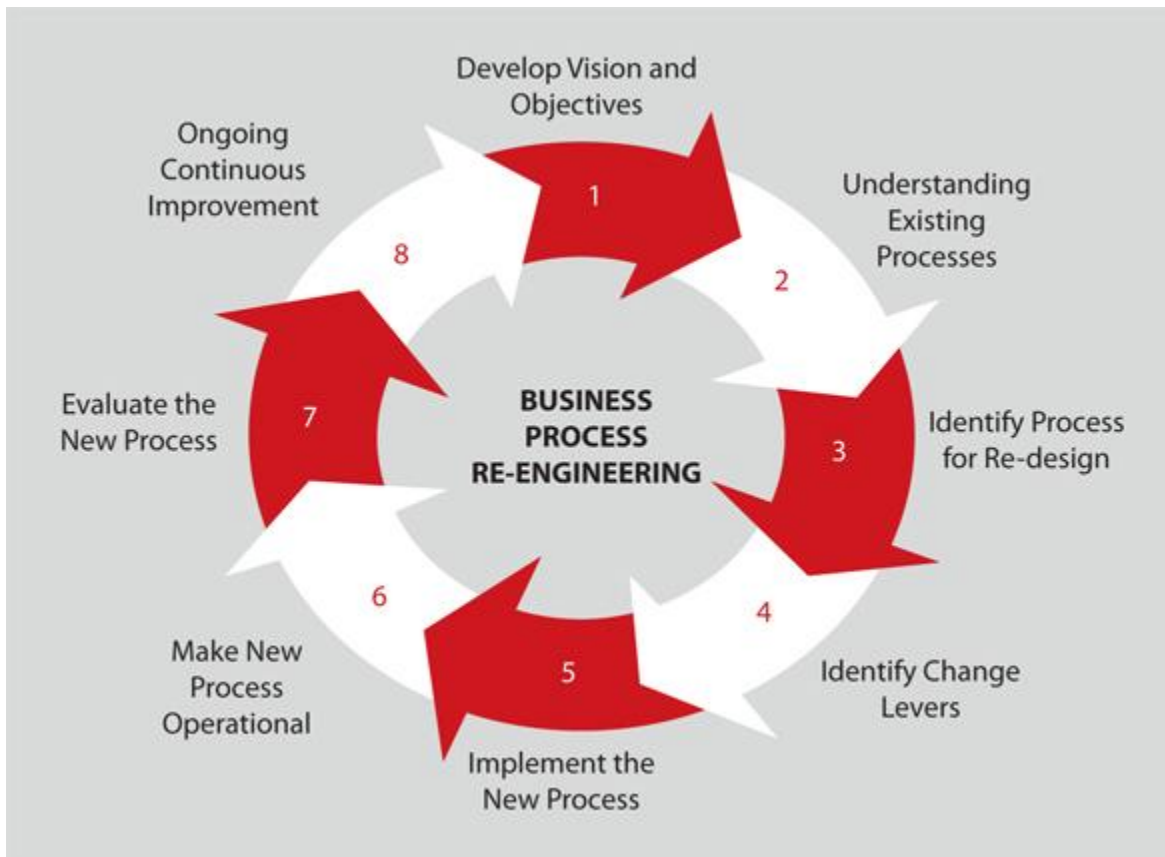 Develop Vision and
Objectives
1
Understanding
Existing
Processes
2
Identify Process
for Re-design
3
Identify Change
Levers
4
Implement the
New Process
5
Make New
Process
Operational
6
Evaluate the
New Process
7
Ongoing
Continuous
Improvement
8
BUSINESS
PROCESS
RE-ENGINEERING